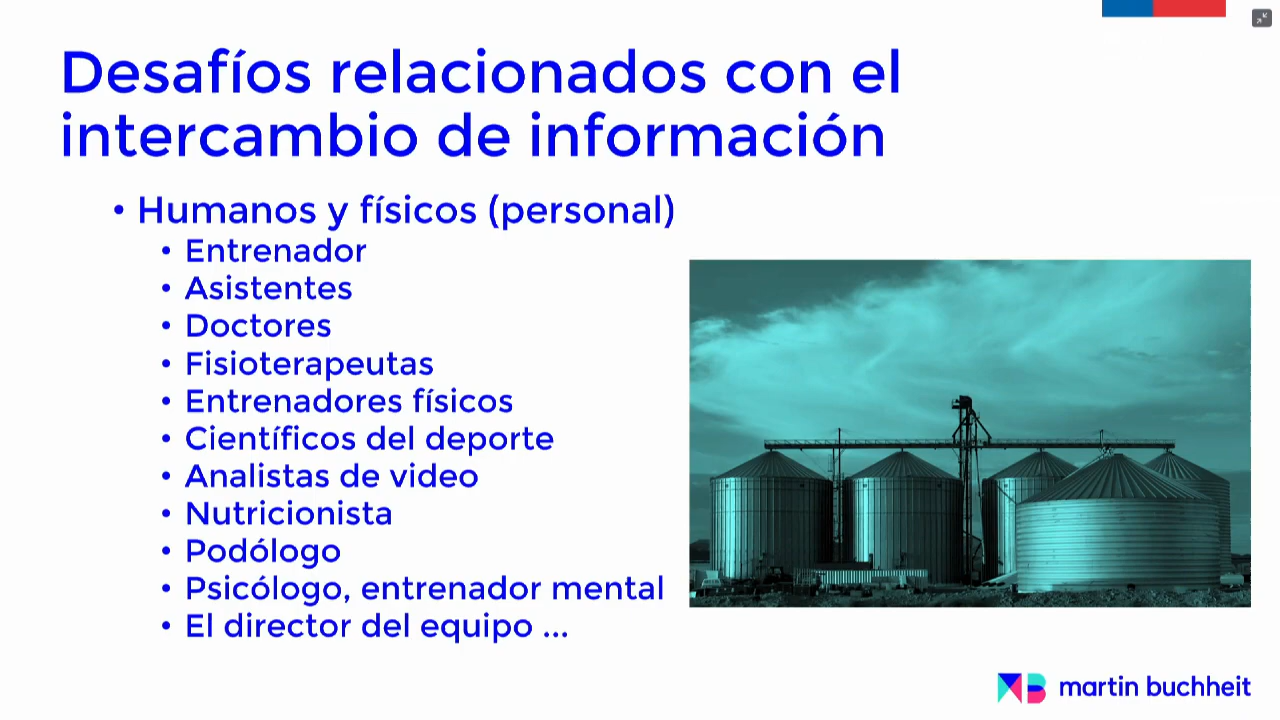 Desafíos relacionados con el
intercambio de información
• Humanos y físicos (personal)
• Entrenador
• Asistentes
• Doctores
• Fisioterapeutas
• Entrenadores físicos
• Científicos del deporte
• Analistas de video
• Nutricionista
• Podólogo
• Psicólogo, entrenador mental
• El director del equipo ...
MB martin buchheit